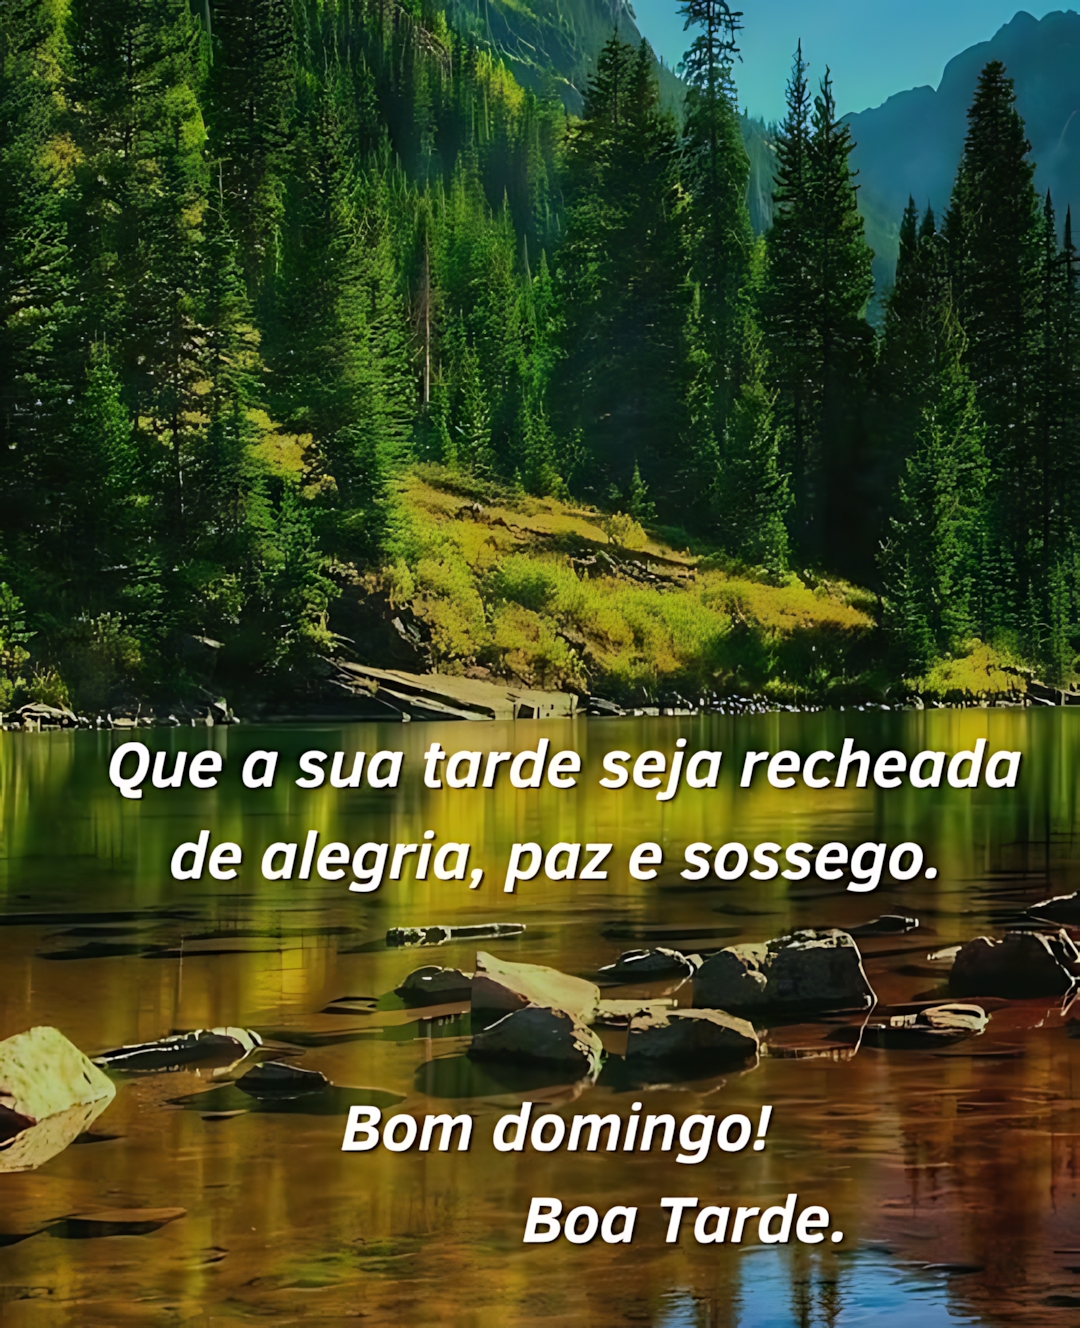 Que a sua tarde seja recheada
de alegria, paz e sossego.
Bom domingo!
Boa Tarde.